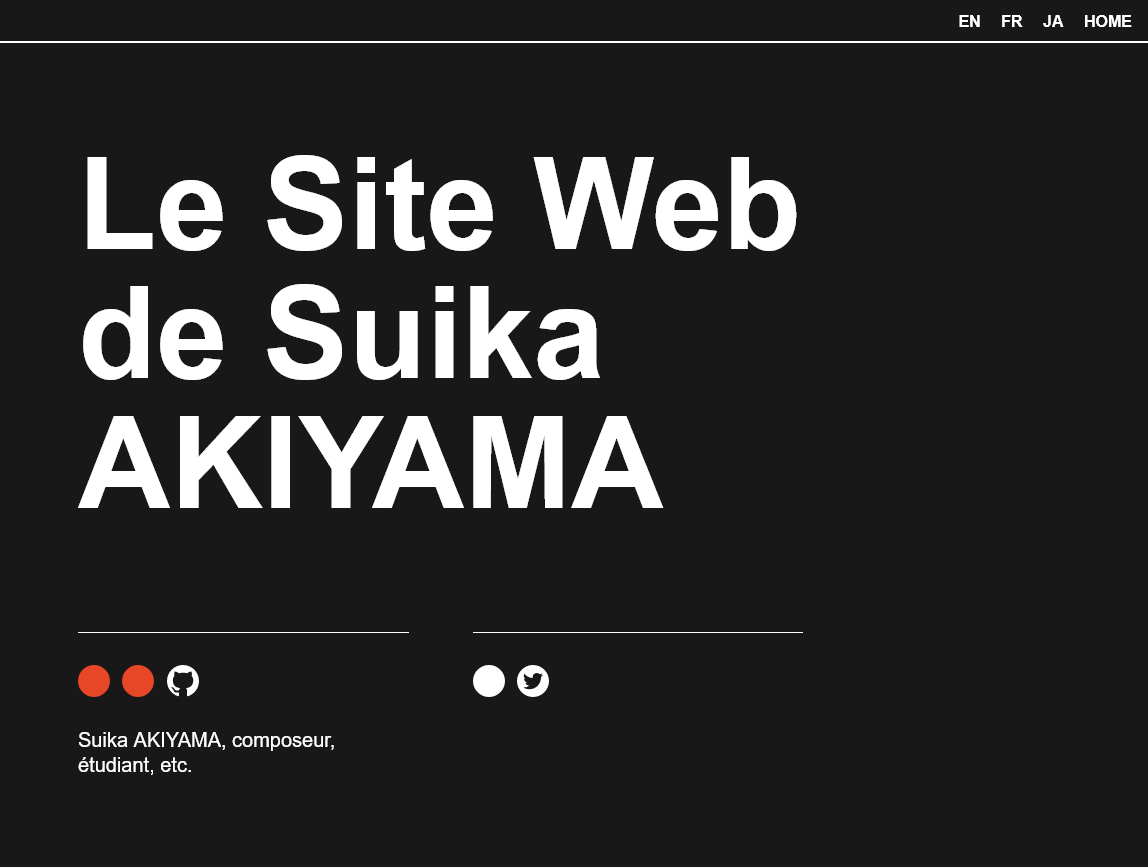 EN FR JA HOME
Le Site Web
de Suika
AKIYAMA
Suika AKIYAMA, composeur,
étudiant, etc.